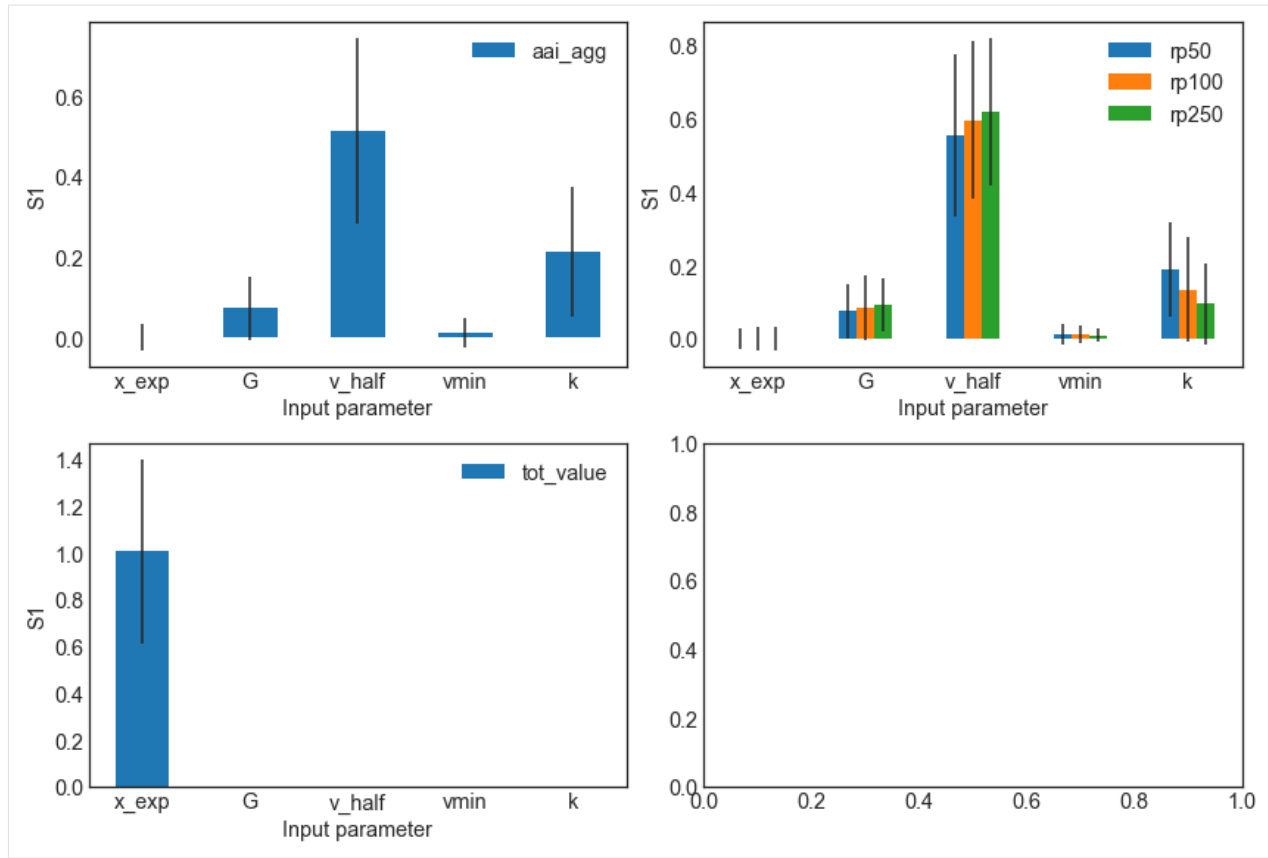 aai_agg
0.6
0.4
0.2
0.0
S1
x_exp G v_half vmin k
Input parameter
rp50
rp100
rp250
0.8
0.6
0.4
0.2
0.0
S1
x_exp G v_half vmin k
Input parameter
tot_value
1.4
1.2
1.0
0.8
0.6
0.4
0.2
0.0
S1
x_exp G v_half vmin k
Input parameter
1.0
0.8
0.6
0.4
0.2
0.0
0.0 0.2 0.4 0.6 0.8 1.0